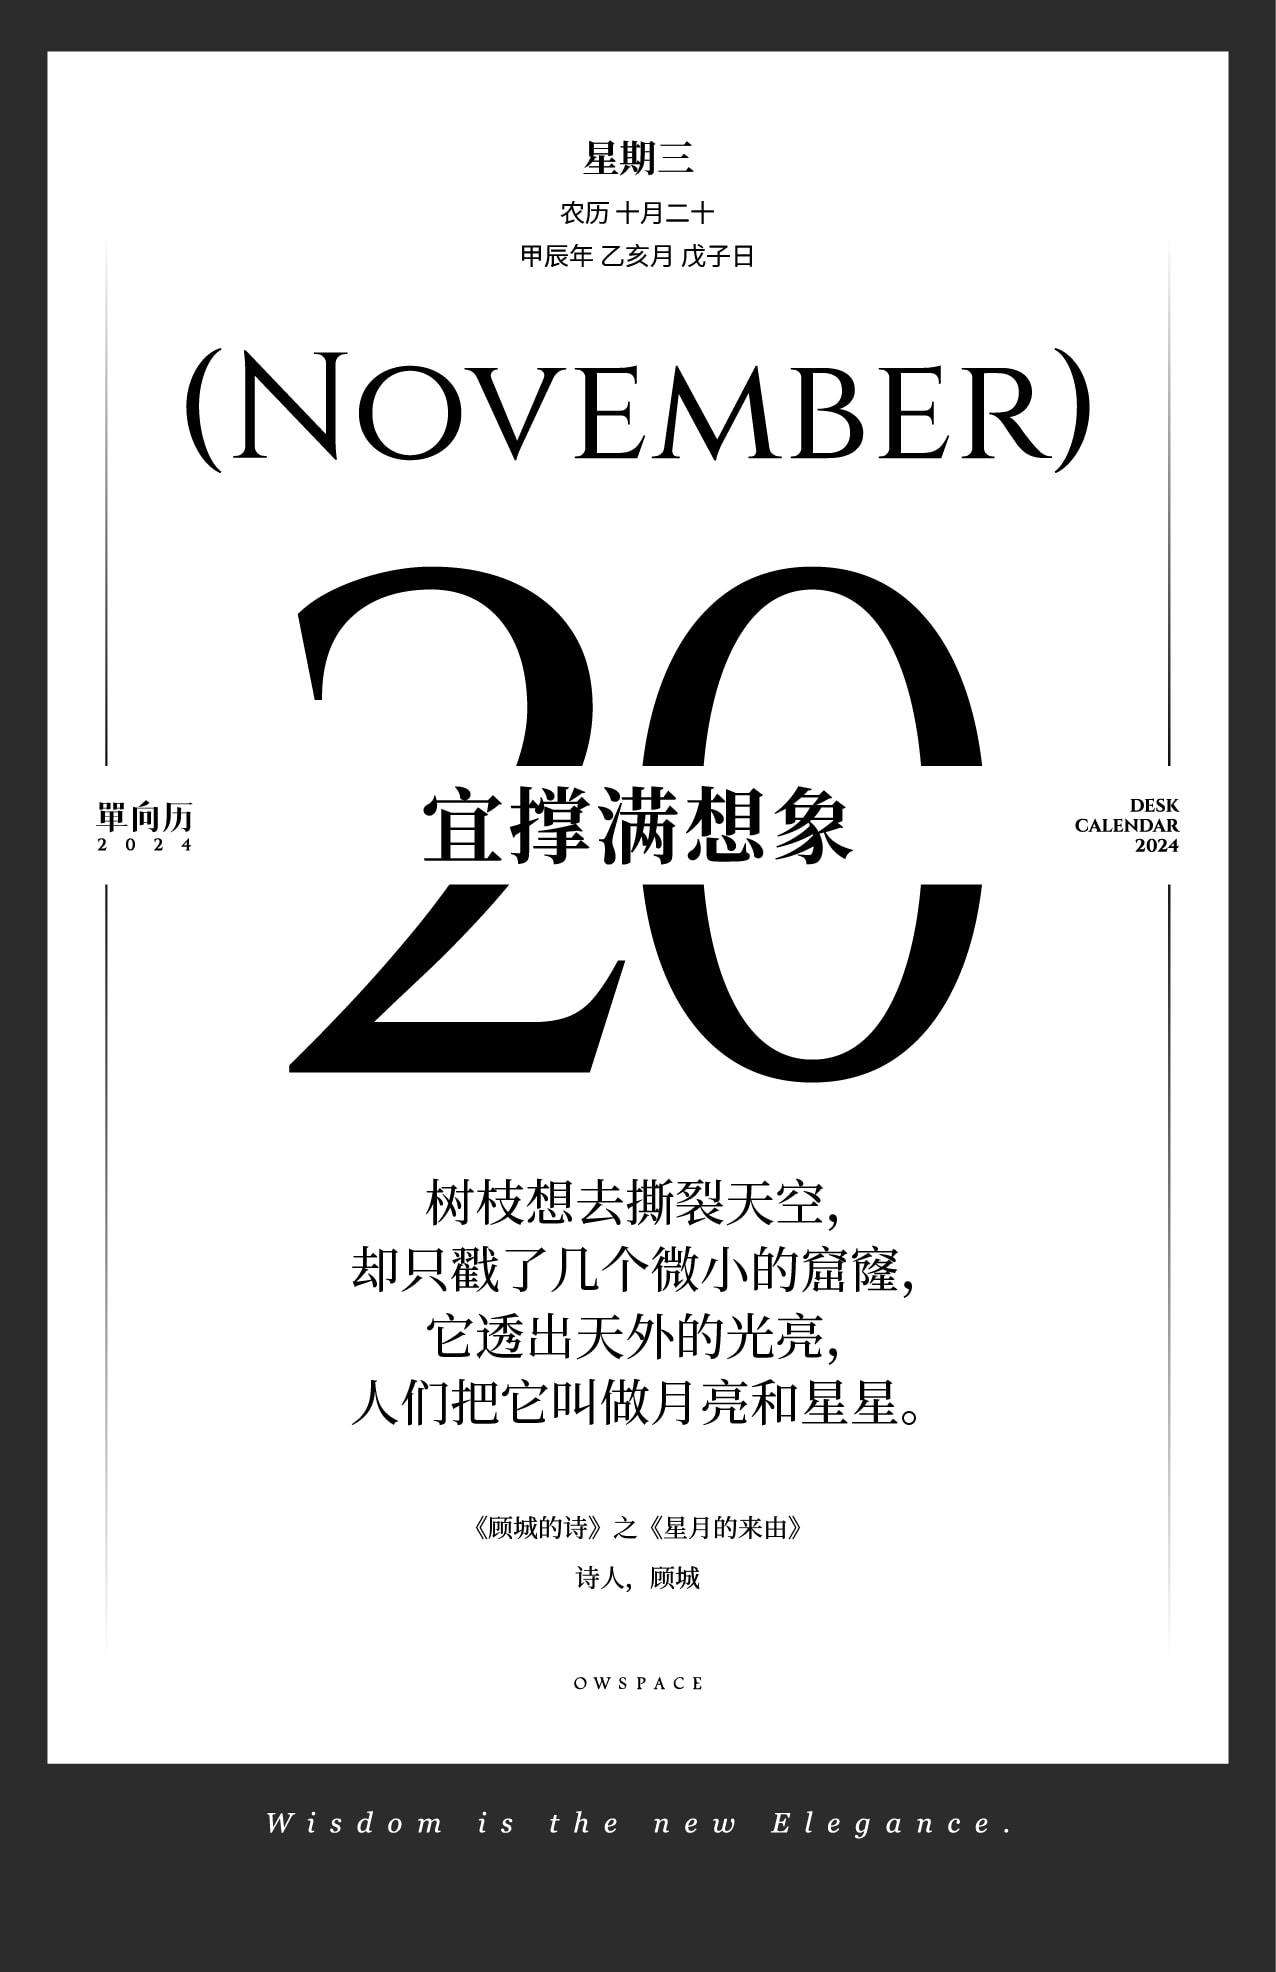 星期三
农历 十月二十
甲辰年 乙亥月 戊子日
(NOVEMBER)
20
單向历
2024
宜撑满想象
DESK
CALENDAR
2024
树枝想去撕裂天空，
却只戳了几个微小的窟窿，
它透出天外的光亮，
人们把它叫做月亮和星星。
《顾城的诗》之《星月的来由》
诗人，顾城
OWSPACE
Wisdom is the new Elegance.